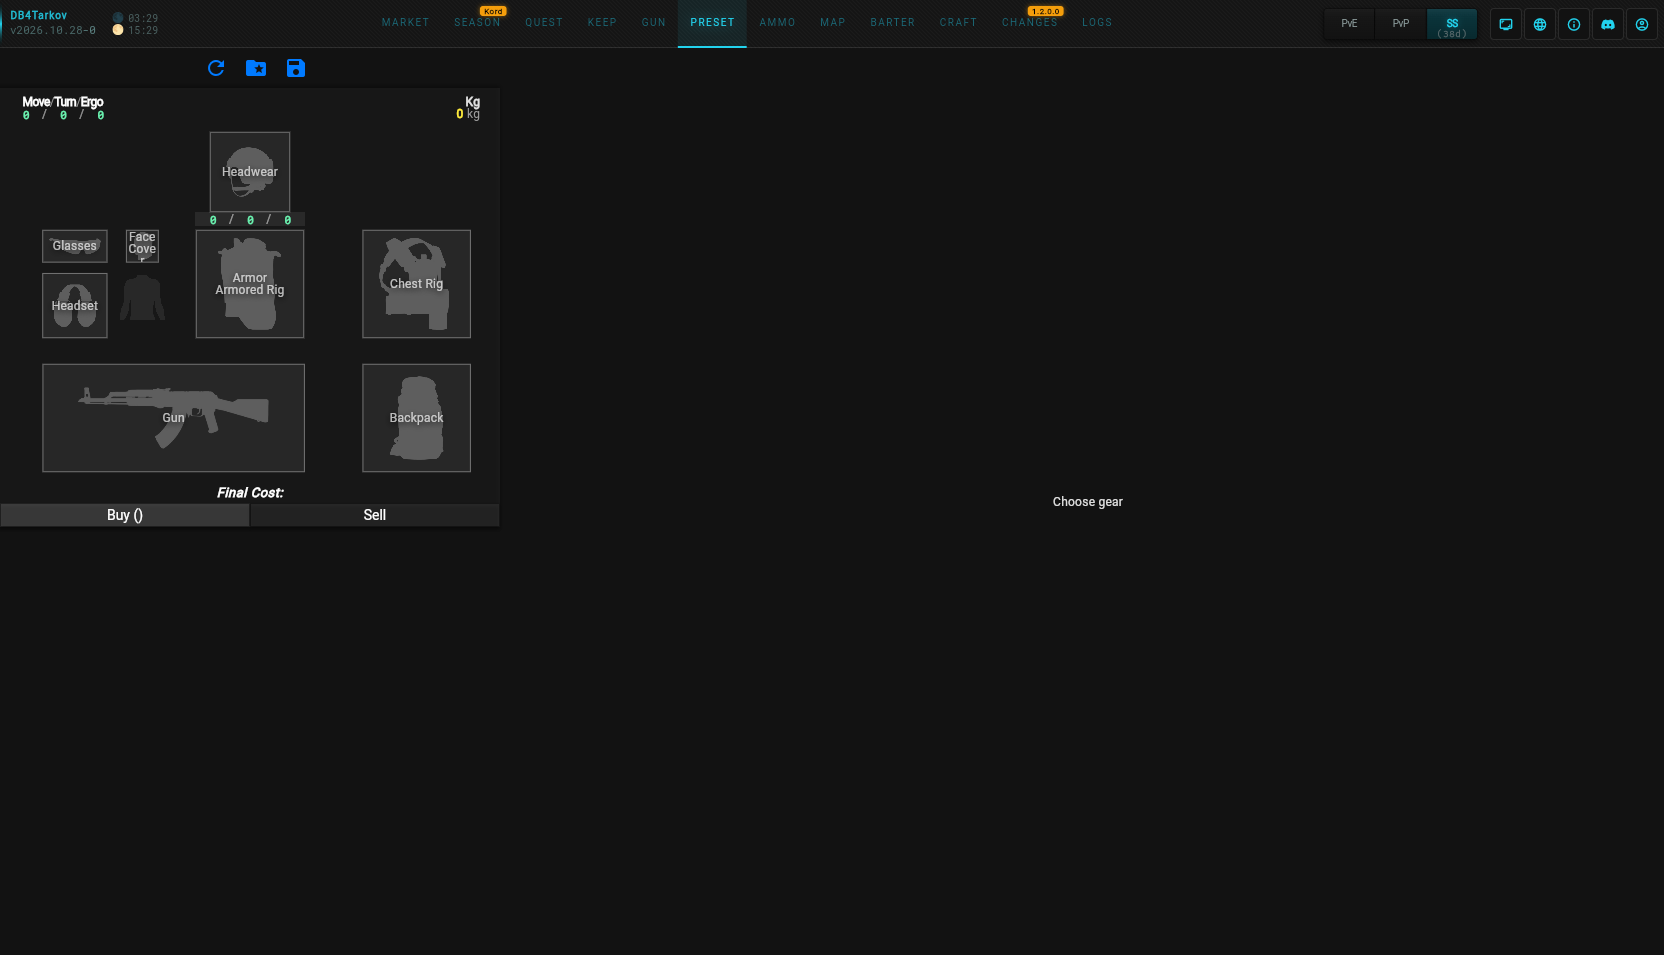 DB4Tarkov
v2026.10.28-0
03:29
15:29
MARKET
SEASON
Kord
QUEST
KEEP
GUN
PRESET
AMMO
MAP
BARTER
CRAFT
CHANGES
1.2.0.0
LOGS
PvE
PvP
SS
(38d)
Move/Turn/Ergo
0 / 0 / 0
Kg
0 kg
Headwear
0 / 0 / 0
Glasses
Face
Cove
r
Headset
Armor
Armored Rig
Chest Rig
Gun
Backpack
Final Cost:
Buy ()
Sell
Choose gear